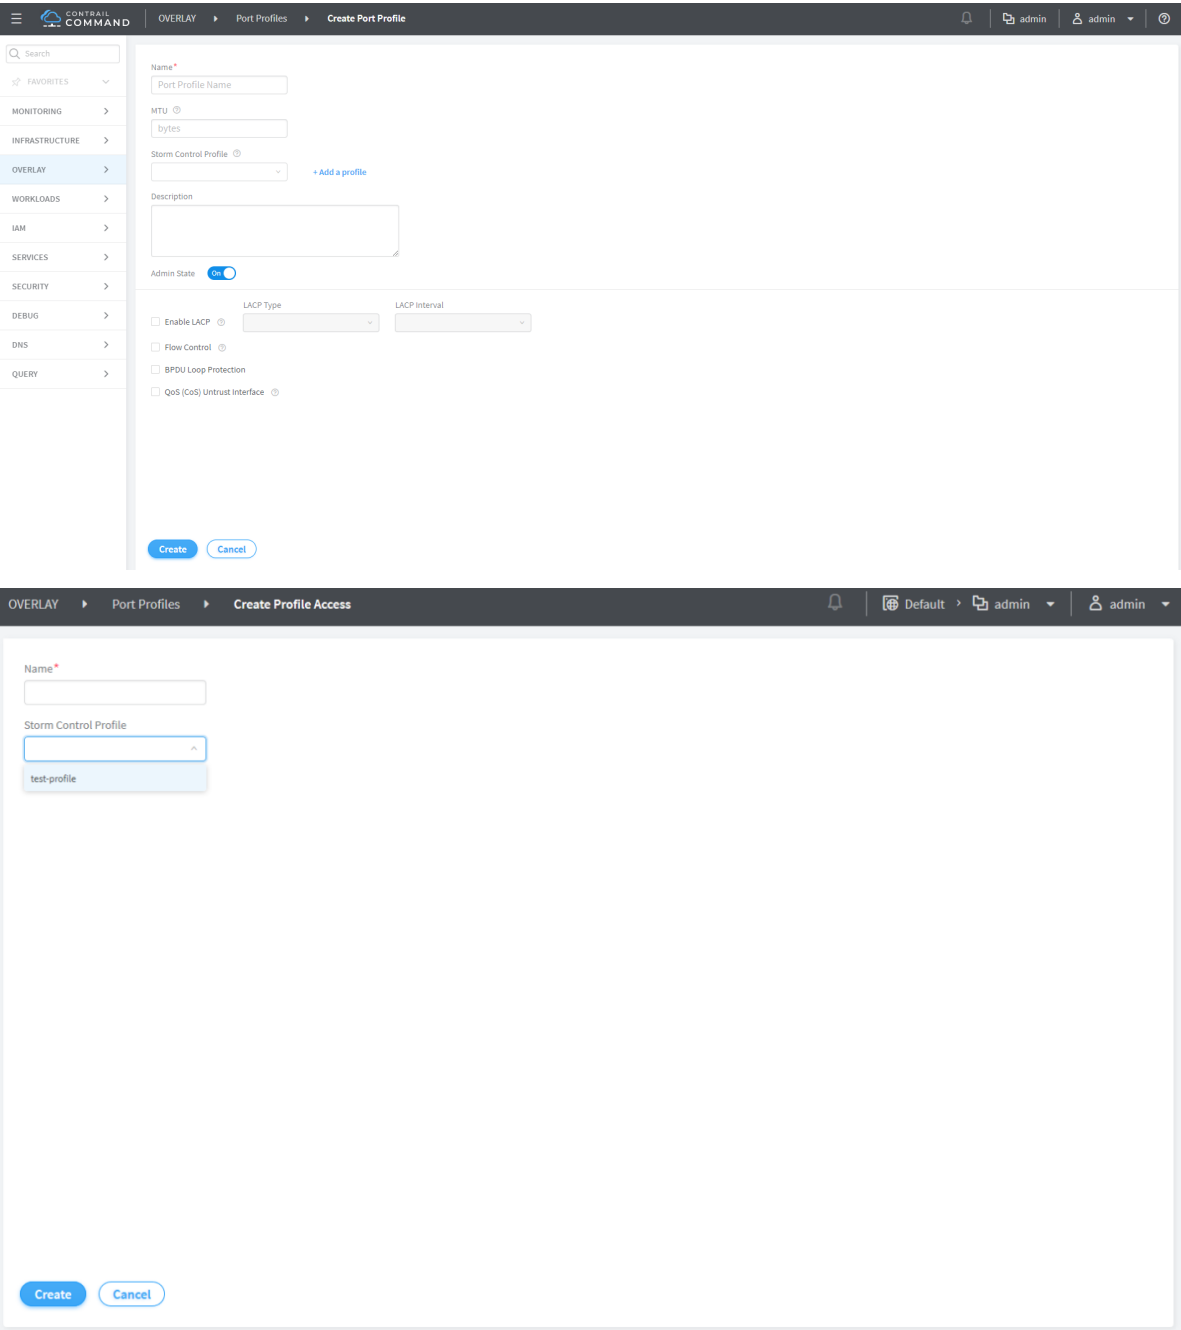 CONTRAIL
COMMAND
OVERLAY Port Profiles Create Port Profile
admin admin
Search
FAVORITES
MONITORING
INFRASTRUCTURE
OVERLAY
WORKLOADS
IAM
SERVICES
SECURITY
DEBUG
DNS
QUERY
Name*
Port Profile Name
MTU
bytes
Storm Control Profile
+ Add a profile
Description
Admin State On
LACP Type LACP Interval
Enable LACP
Flow Control
BPDU Loop Protection
QoS (CoS) Untrust Interface
Create Cancel
OVERLAY Port Profiles Create Profile Access
Default > admin admin
Name*
Storm Control Profile
test-profile
Create Cancel